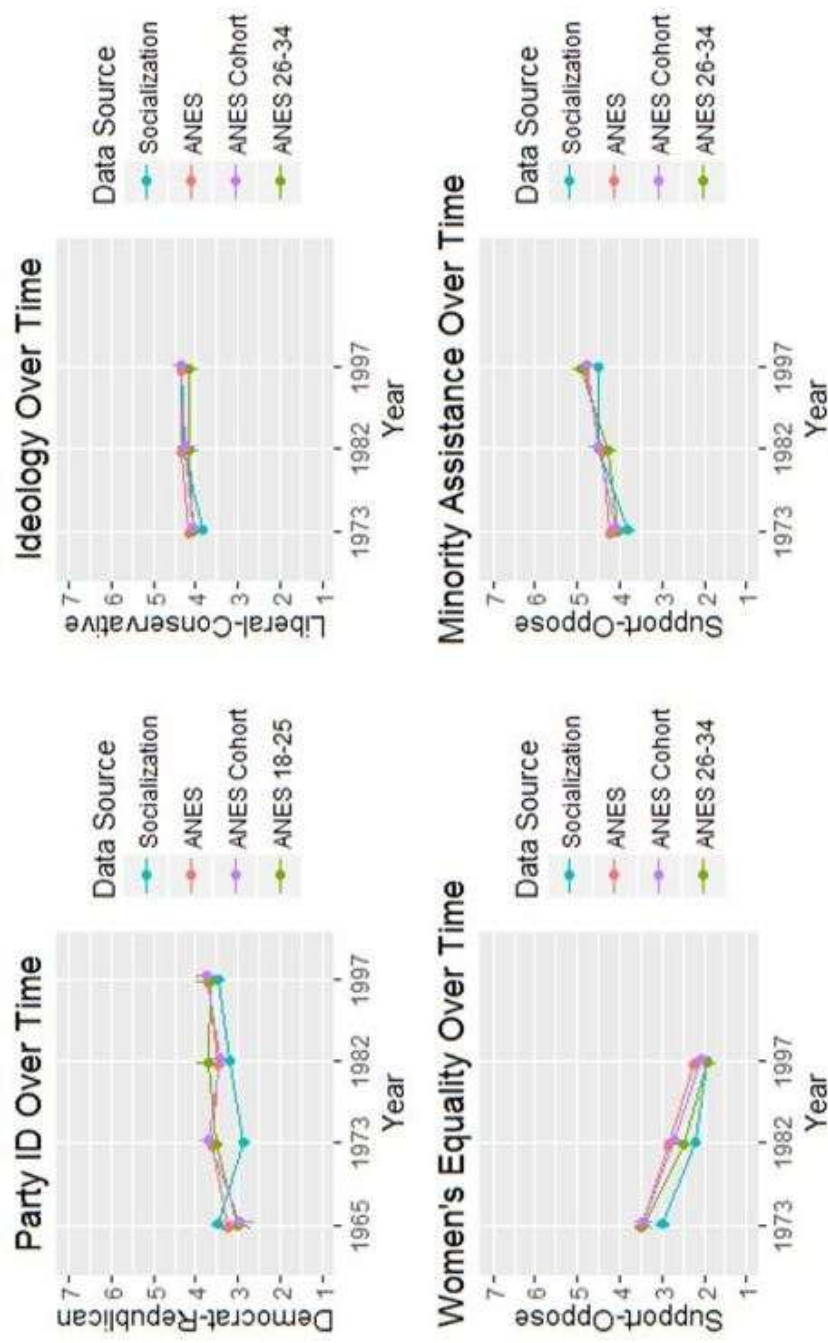 Party ID Over Time
Democrat-Republican
7
6
5
4
3
2
1
1965
1973
1982
1997
Year
Data Source
Socialization
ANES
ANES Cohort
ANES 18-25
Ideology Over Time
Liberal-Conservative
7
6
5
4
3
2
1
1973
1982
1997
Year
Data Source
Socialization
ANES
ANES Cohort
ANES 26-34
Women's Equality Over Time
Support-Oppose
7
6
5
4
3
2
1
1973
1982
1997
Year
Data Source
Socialization
ANES
ANES Cohort
ANES 26-34
Minority Assistance Over Time
Support-Oppose
7
6
5
4
3
2
1
1973
1982
1997
Year
Data Source
Socialization
ANES
ANES Cohort
ANES 26-34